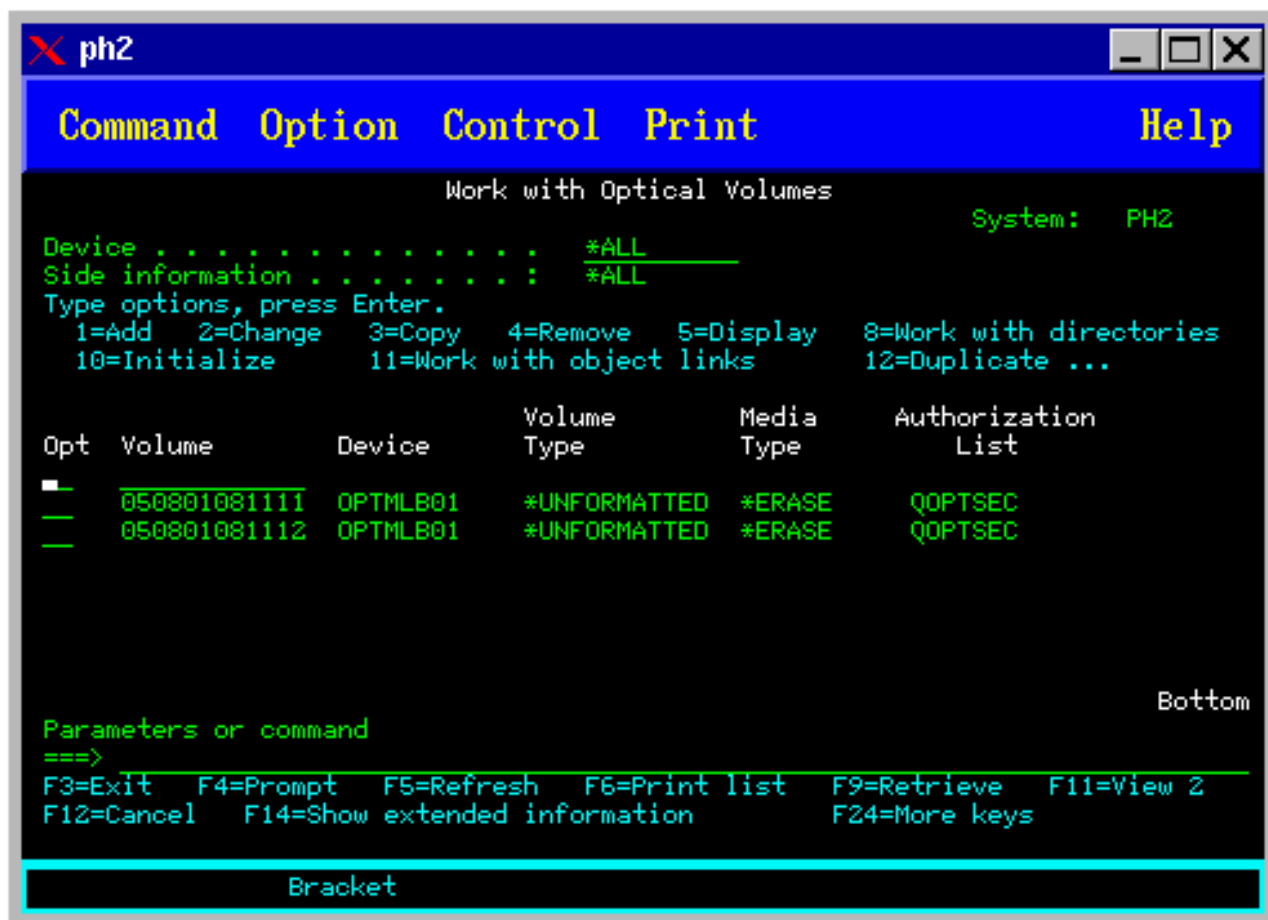 ph2
Command Option Control Print Help
Work with Optical Volumes
System: PH2
Device . . . . . . . . . . . . . *ALL
Side information . . . . . . . : *ALL
Type options, press Enter.
1=Add 2=Change 3=Copy 4=Remove 5=Display 8=Work with directories
10=Initialize 11=Work with object links 12=Duplicate ...
Volume Media Authorization
Opt Volume Device Type Type List
050801081111 OPTMLB01 *UNFORMATTED *ERASE QOPTSEC
050801081112 OPTMLB01 *UNFORMATTED *ERASE QOPTSEC
Bottom
Parameters or command
===>
F3=Exit F4=Prompt F5=Refresh F6=Print list F9=Retrieve F11=View 2
F12=Cancel F14=Show extended information F24=More keys
Bracket